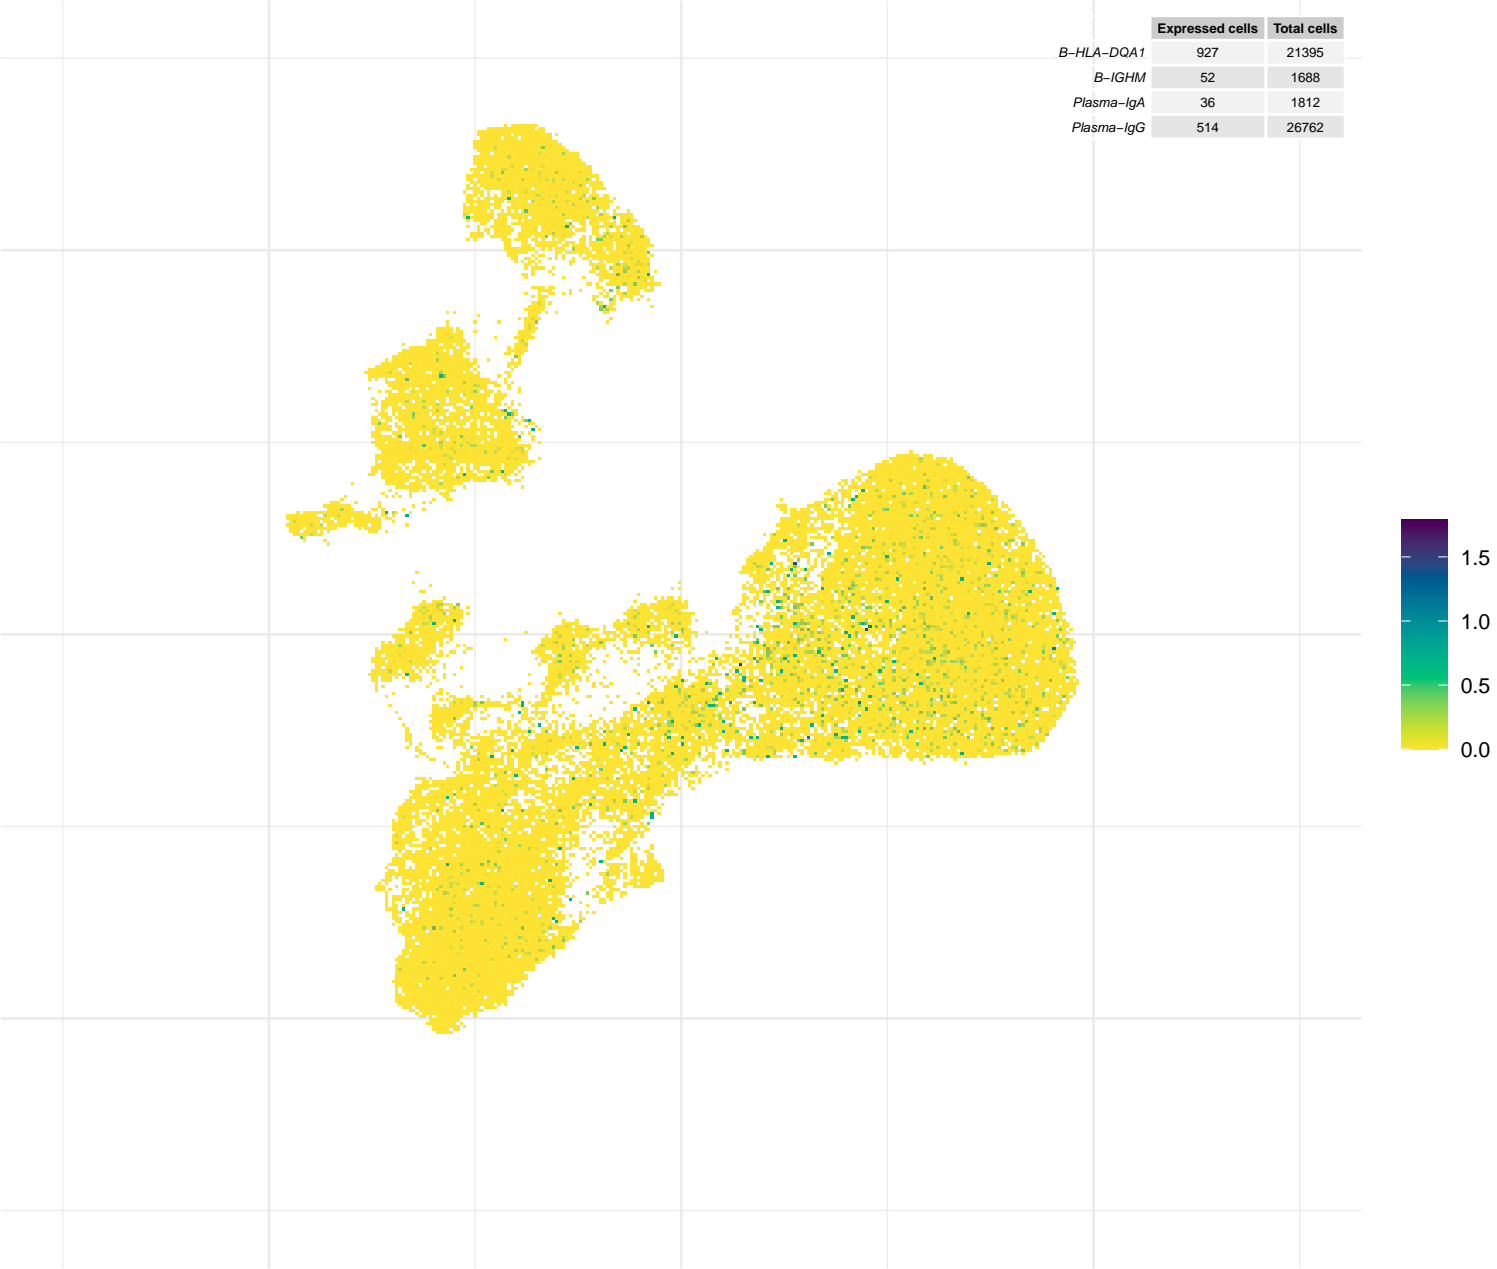 Expressed cells Total cells
B−HLA−DQA1 927 21395
B−IGHM 52 1688
Plasma−IgA 36 1812
Plasma−IgG 514 26762
1.5
1.0
0.5
0.0